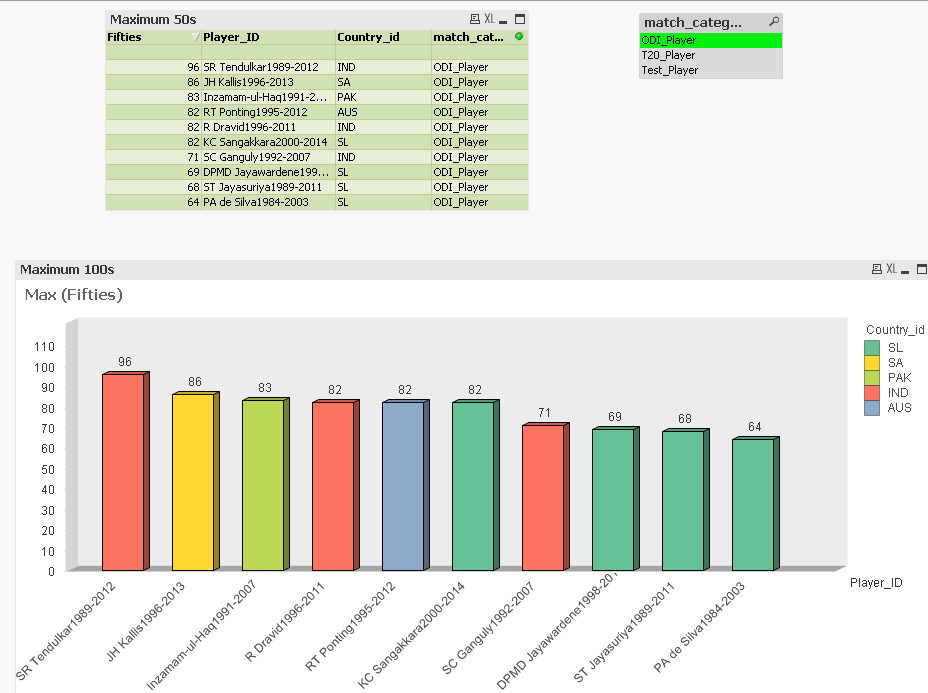 Maximum 50s XL
Fifties Player_ID Country_id match_cat...
96 SR Tendulkar1989-2012 IND ODI_Player
86 JH Kallis1996-2013 SA ODI_Player
83 Inzamam-ul-Haq1991-2... PAK ODI_Player
82 RT Ponting1995-2012 AUS ODI_Player
82 R Dravid1996-2011 IND ODI_Player
82 KC Sangakkara2000-2014 SL ODI_Player
71 SC Ganguly1992-2007 IND ODI_Player
69 DPMD Jayawardene199... SL ODI_Player
68 ST Jayasuriya1989-2011 SL ODI_Player
64 PA de Silva1984-2003 SL ODI_Player
match_categ...
ODI_Player
T20_Player
Test_Player
Maximum 100s XL
Max (Fifties)
110
100
90
80
70
60
50
40
30
20
10
0
96
86
83
82
82
82
71
69
68
64
SR Tendulkar1989-2012
JH Kallis1996-2013
Inzamam-ul-Haq1991-2007
R Dravid1996-2011
RT Ponting1995-2012
KC Sangakkara2000-2014
SC Ganguly1992-2007
DPMD Jayawardene1998-20
ST Jayasuriya1989-2011
PA de Silva1984-2003
Player_ID
Country_id
SL
SA
PAK
IND
AUS